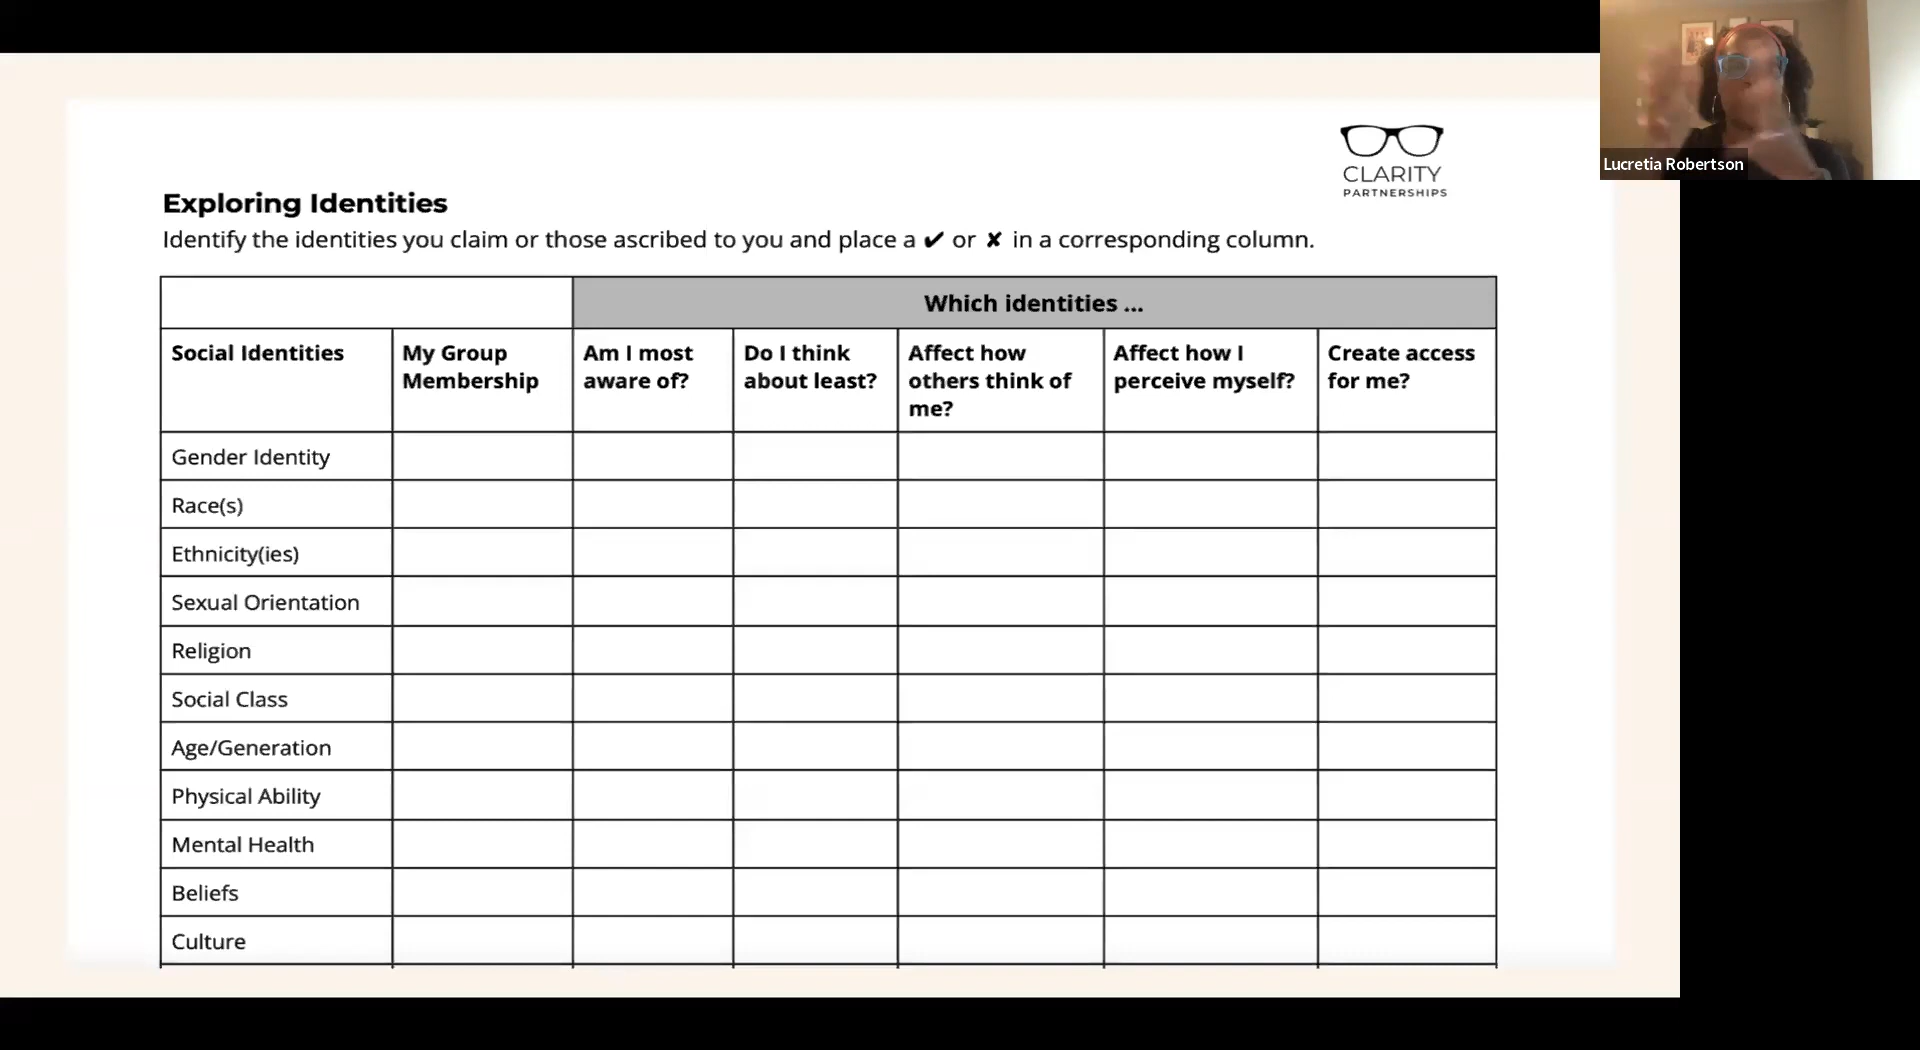 Lucretia Robertson
CLARITY
PARTNERSHIPS
Exploring Identities
Identify the identities you claim or those ascribed to you and place a ✔ or ✘ in a corresponding column.
Which identities ...
Social Identities
My Group
Membership
Am I most
aware of?
Do I think
about least?
Affect how
others think of
me?
Affect how I
perceive myself?
Create access
for me?
Gender Identity
Race(s)
Ethnicity(ies)
Sexual Orientation
Religion
Social Class
Age/Generation
Physical Ability
Mental Health
Beliefs
Culture